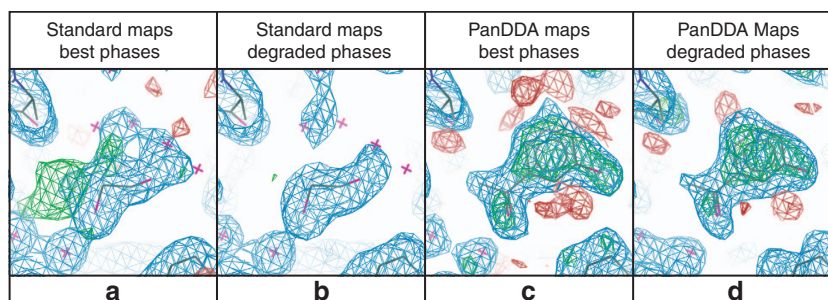 Standard maps
best phases
Standard maps
degraded phases
PanDDA maps
best phases
PanDDA Maps
degraded phases
a
b
c
d